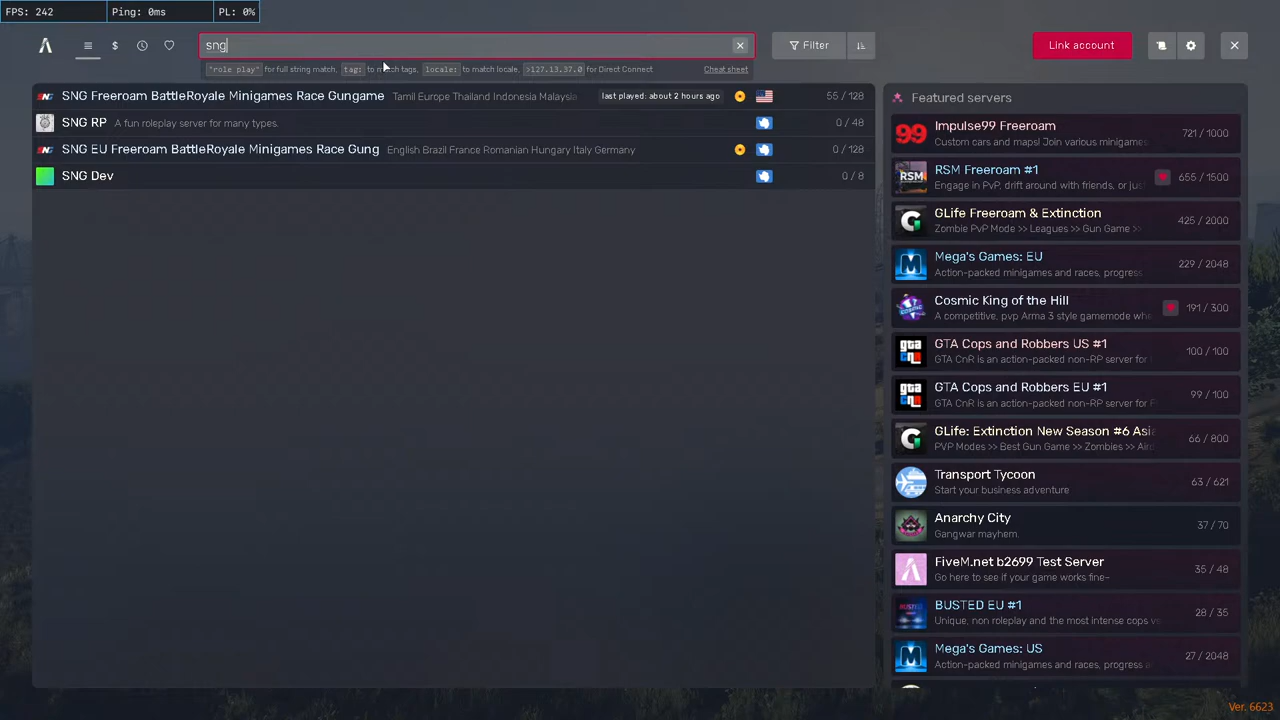 FPS: 242 Ping: 0ms PL: 0%
$ sng Filter Link account
"role play" for full string match, tag: to match tags, locale: to match locale, >127.13.37.0 for Direct Connect Cheat sheet
SNG SNG Freeroam BattleRoyale Minigames Race Gungame Tamil Europe Thailand Indonesia Malaysia last played: about 2 hours ago 55 / 128
SNG RP A fun roleplay server for many types. 0 / 48
SNG SNG EU Freeroam BattleRoyale Minigames Race Gung English Brazil France Romanian Hungary Italy Germany 0 / 128
SNG Dev 0 / 8
Featured servers
99 Impulse99 Freeroam 721 / 1000
Custom cars and maps! Join various minigames
RSM RSM Freeroam #1 655 / 1500
Engage in PvP, drift around with friends, or jus
GLife Freeroam & Extinction 425 / 2000
Zombie PvP Mode >> Leagues >> Gun Game >>
Mega's Games: EU 229 / 2048
Action-packed minigames and races, progress
COSMIC Cosmic King of the Hill 191 / 300
A competitive, pvp Arma 3 style gamemode whe
gta cnr GTA Cops and Robbers US #1 100 / 100
GTA CnR is an action-packed non-RP server for
gta cnr GTA Cops and Robbers EU #1 99 / 100
GTA CnR is an action-packed non-RP server for
GLife: Extinction New Season #6 Asi 66 / 800
PVP Modes >> Best Gun Game >> Zombies >> Air
Transport Tycoon 63 / 621
Start your business adventure
Anarchy City 37 / 70
Gangwar mayhem.
FiveM.net b2699 Test Server 35 / 48
Go here to see if your game works fine~
BUSTED BUSTED EU #1 28 / 35
Unique, non roleplay and the most intense cops vs
Mega's Games: US 27 / 2048
Action-packed minigames and races, progress a
Ver. 6623